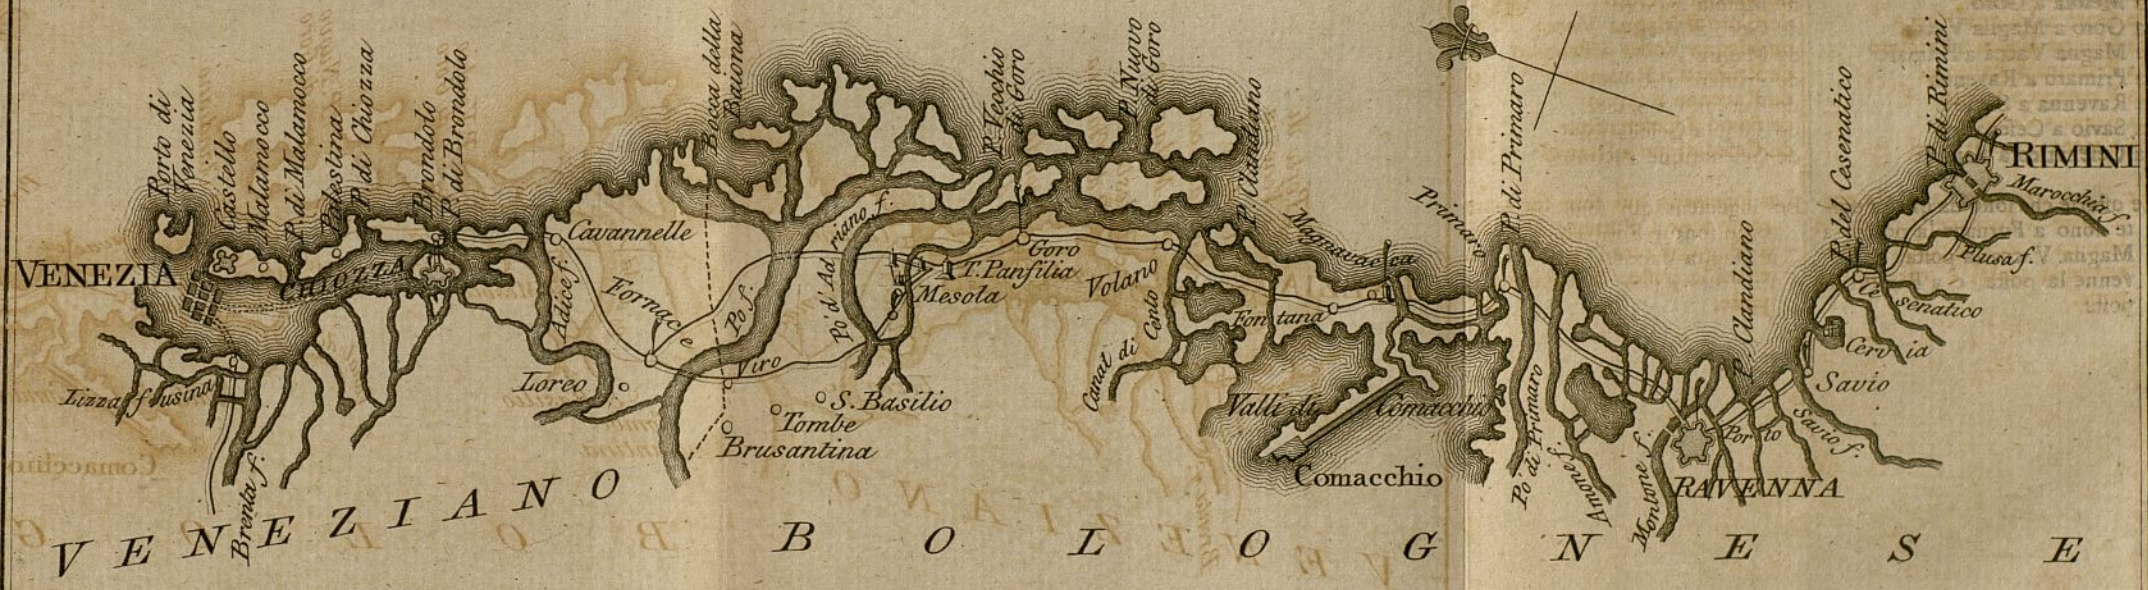 Porto di
Venezia
Castello
Malamocco
P. di Malamocco
Palestrina
P. di Chiozza
Brondolo
P. di Brondolo
Bocca della
Baiona
P. Vecchio
di Goro
P. Nuovo
di Goro
P. Claudiano
Magnavacca
Primaro
P. di Primaro
P. Clandiano
P. del Cesenatico
P. di Rimini
RIMINI
Marocchia f.
Plusa f.
VENEZIA
CHIOZZA
Cavannelle
Adice f.
Fornace
Po f.
Po d'Adriano f.
Goro
T. Panfilia
Mesola
Volano
Canal di Cento
Fontana
Cesenatico
Cervia
Savio
Savio f.
Lizza fusina
Brenta f.
Loreo
Viro
S. Basilio
Tombe
Brusantina
Valli di Comacchio
Comacchio
Po di Primaro
Amone f.
Montone f.
Porto
RAVENNA
VENEZIANO
BOLOGNESE